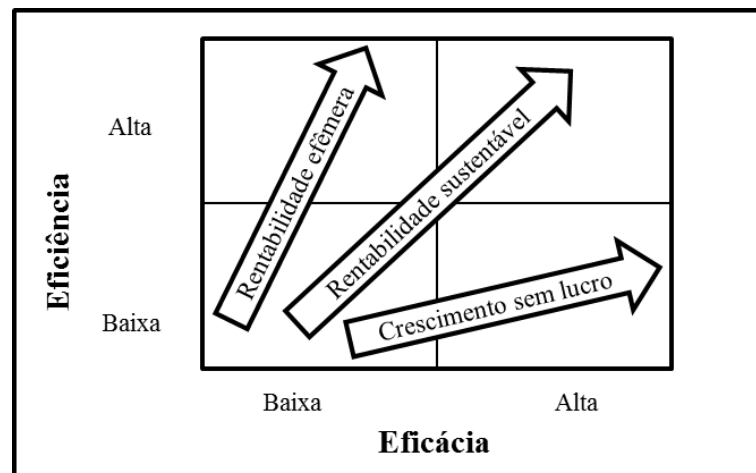 Eficiência
Alta
Baixa
Rentabilidade efêmera
Rentabilidade sustentável
Crescimento sem lucro
Baixa
Alta
Eficácia